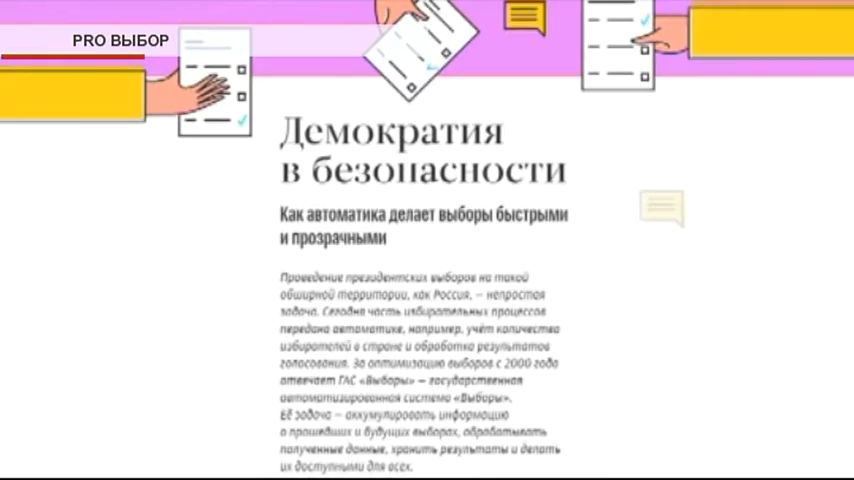 PRO ВЫБОР
Демократия
в безопасности
Как автоматика делает выборы быстрыми
и прозрачными
Проведение президентских выборов на такой
обширной территории, как Россия, — непростая
задача. Сегодня часть избирательных процессов
передана автоматике, например, учёт количества
избирателей в стране и обработка результатов
голосования. За оптимизацию выборов с 2000 года
отвечает ГАС «Выборы» — государственная
автоматизированная система «Выборы».
Её задача — аккумулировать информацию
о прошедших и будущих выборах, обрабатывать
полученные данные, хранить результаты и делать
их доступными для всех.